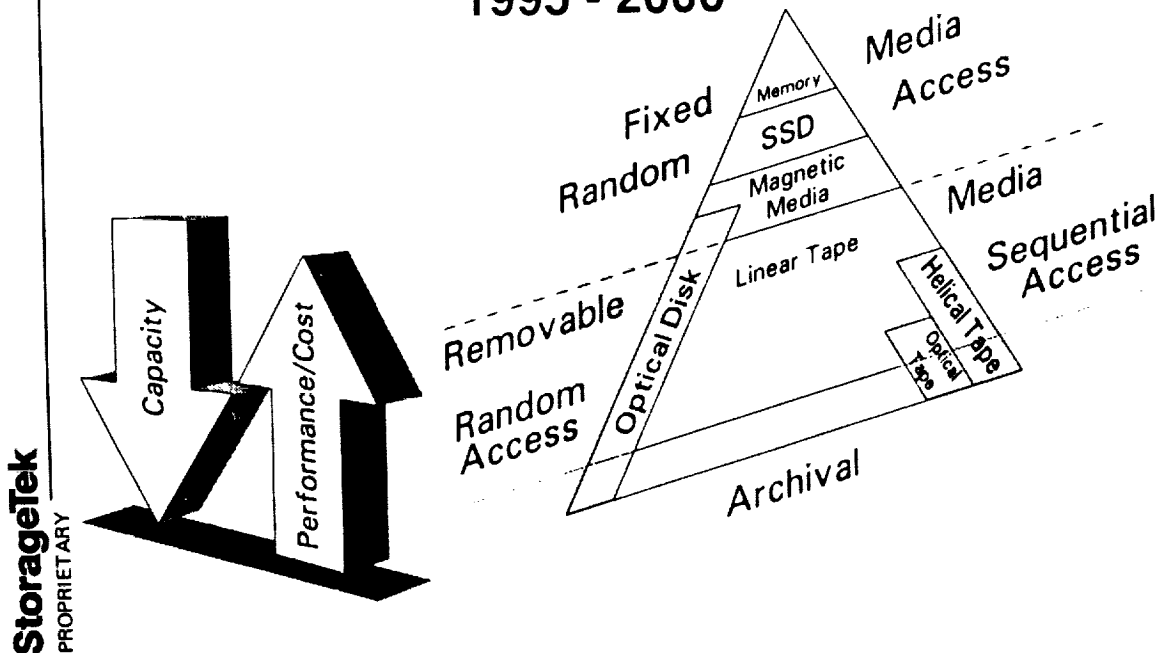 1995 - 2000
Fixed
Random
Media
Access
Memory
SSD
Magnetic
Media
Removable
Random
Access
Media
Sequential
Access
Linear Tape
Optical Disk
Helical Tape
Optical
Tape
Archival
Capacity
Performance/Cost
StorageTek
PROPRIETARY